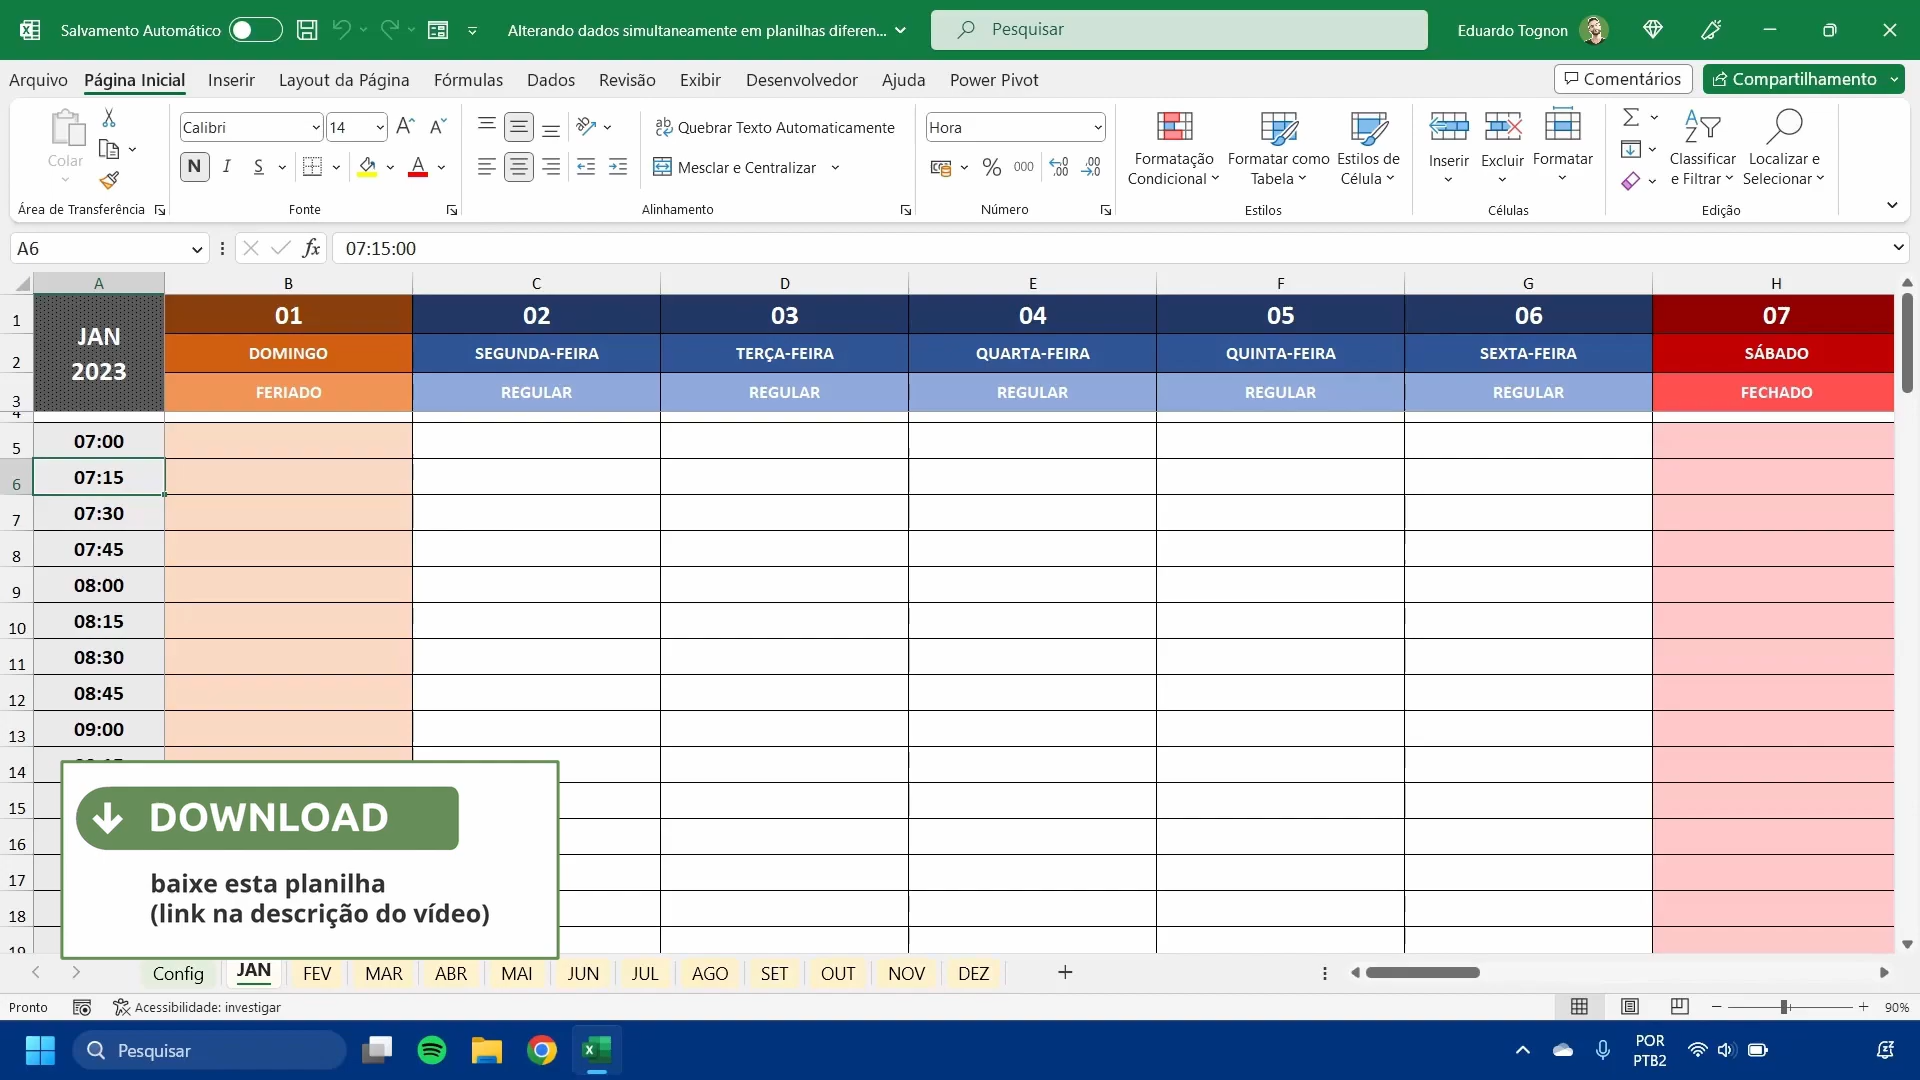 Salvamento Automático
Alterando dados simultaneamente em planilhas diferen...
Pesquisar
Eduardo Tognon
Arquivo
Página Inicial
Inserir
Layout da Página
Fórmulas
Dados
Revisão
Exibir
Desenvolvedor
Ajuda
Power Pivot
Comentários
Compartilhamento
Colar
Área de Transferência
Calibri
14
N I S
Fonte
Quebrar Texto Automaticamente
Mesclar e Centralizar
Alinhamento
Hora
% 000
Número
Formatação
Condicional
Formatar como
Tabela
Estilos de
Célula
Estilos
Inserir
Excluir
Formatar
Células
Classificar
e Filtrar
Localizar e
Selecionar
Edição
A6
fx
07:15:00
A B C D E F G H
1 01 02 03 04 05 06 07
JAN
2023
2 DOMINGO SEGUNDA-FEIRA TERÇA-FEIRA QUARTA-FEIRA QUINTA-FEIRA SEXTA-FEIRA SÁBADO
3 FERIADO REGULAR REGULAR REGULAR REGULAR REGULAR FECHADO
4
5 07:00
6 07:15
7 07:30
8 07:45
9 08:00
10 08:15
11 08:30
12 08:45
13 09:00
14
15
16
17
18
19
DOWNLOAD
baixe esta planilha
(link na descrição do vídeo)
Config JAN FEV MAR ABR MAI JUN JUL AGO SET OUT NOV DEZ
Pronto
Acessibilidade: investigar
90%
Pesquisar
POR
PTB2